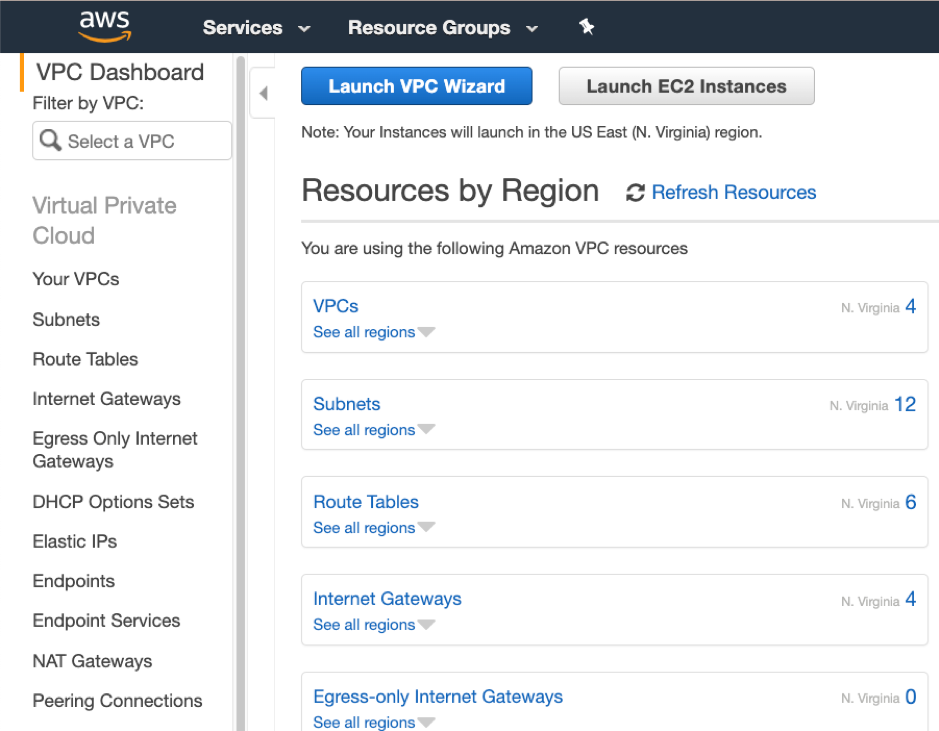 aws
Services
Resource Groups
VPC Dashboard
Filter by VPC:
Select a VPC
Virtual Private
Cloud
Your VPCs
Subnets
Route Tables
Internet Gateways
Egress Only Internet
Gateways
DHCP Options Sets
Elastic IPs
Endpoints
Endpoint Services
NAT Gateways
Peering Connections
Launch VPC Wizard
Launch EC2 Instances
Note: Your Instances will launch in the US East (N. Virginia) region.
Resources by Region
Refresh Resources
You are using the following Amazon VPC resources
VPCs
N. Virginia 4
See all regions
Subnets
N. Virginia 12
See all regions
Route Tables
N. Virginia 6
See all regions
Internet Gateways
N. Virginia 4
See all regions
Egress-only Internet Gateways
N. Virginia 0
See all regions